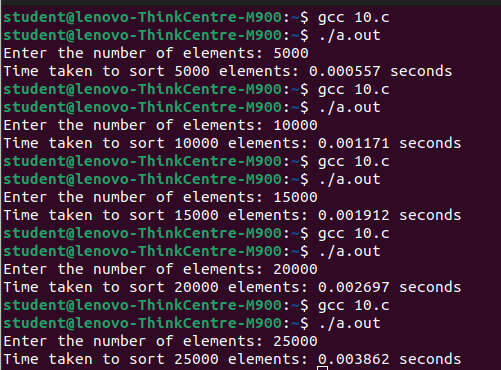 student@lenovo-ThinkCentre-M900:~$ gcc 10.c
student@lenovo-ThinkCentre-M900:~$ ./a.out
Enter the number of elements: 5000
Time taken to sort 5000 elements: 0.000557 seconds
student@lenovo-ThinkCentre-M900:~$ gcc 10.c
student@lenovo-ThinkCentre-M900:~$ ./a.out
Enter the number of elements: 10000
Time taken to sort 10000 elements: 0.001171 seconds
student@lenovo-ThinkCentre-M900:~$ gcc 10.c
student@lenovo-ThinkCentre-M900:~$ ./a.out
Enter the number of elements: 15000
Time taken to sort 15000 elements: 0.001912 seconds
student@lenovo-ThinkCentre-M900:~$ gcc 10.c
student@lenovo-ThinkCentre-M900:~$ ./a.out
Enter the number of elements: 20000
Time taken to sort 20000 elements: 0.002697 seconds
student@lenovo-ThinkCentre-M900:~$ gcc 10.c
student@lenovo-ThinkCentre-M900:~$ ./a.out
Enter the number of elements: 25000
Time taken to sort 25000 elements: 0.003862 seconds